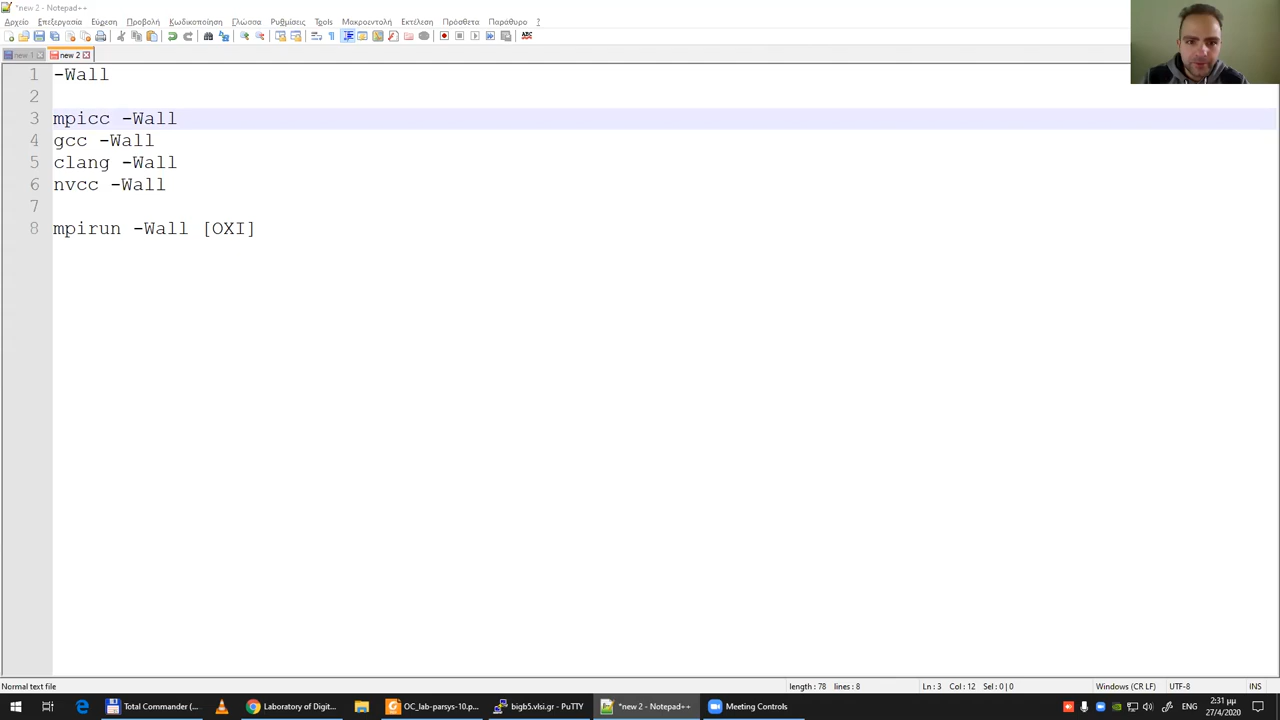 *new 2 - Notepad++
Αρχείο Επεξεργασία Εύρεση Προβολή Κωδικοποίηση Γλώσσα Ρυθμίσεις Tools Μακροεντολή Εκτέλεση Πρόσθετα Παράθυρο ?
new 1 new 2
1 -Wall
2
3 mpicc -Wall
4 gcc -Wall
5 clang -Wall
6 nvcc -Wall
7
8 mpirun -Wall [OXI]
Normal text file length : 78 lines : 8 Ln : 3 Col : 12 Sel : 0 | 0 Windows (CR LF) UTF-8 INS
Total Commander (... Laboratory of Digit... OC_lab-parsys-10.p... bigb5.vlsi.gr - PuTTY *new 2 - Notepad++ Meeting Controls ΕΝG 2:31 μμ
27/4/2020